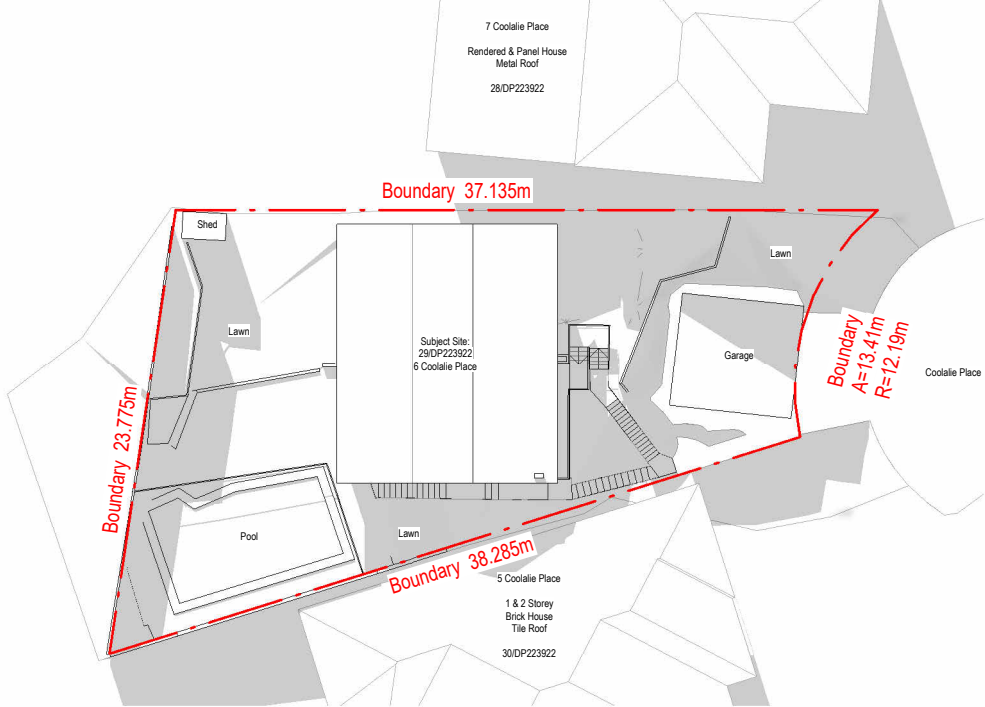 7 Coolalie Place
Rendered & Panel House
Metal Roof
28/DP223922
Boundary 37.135m
Shed
Lawn
Lawn
Subject Site:
29/DP223922
6 Coolalie Place
Garage
Boundary
A=13.41m
R=12.19m
Coolalie Place
Boundary 23.775m
Pool
Lawn
Boundary 38.285m
5 Coolalie Place
1 & 2 Storey
Brick House
Tile Roof
30/DP223922